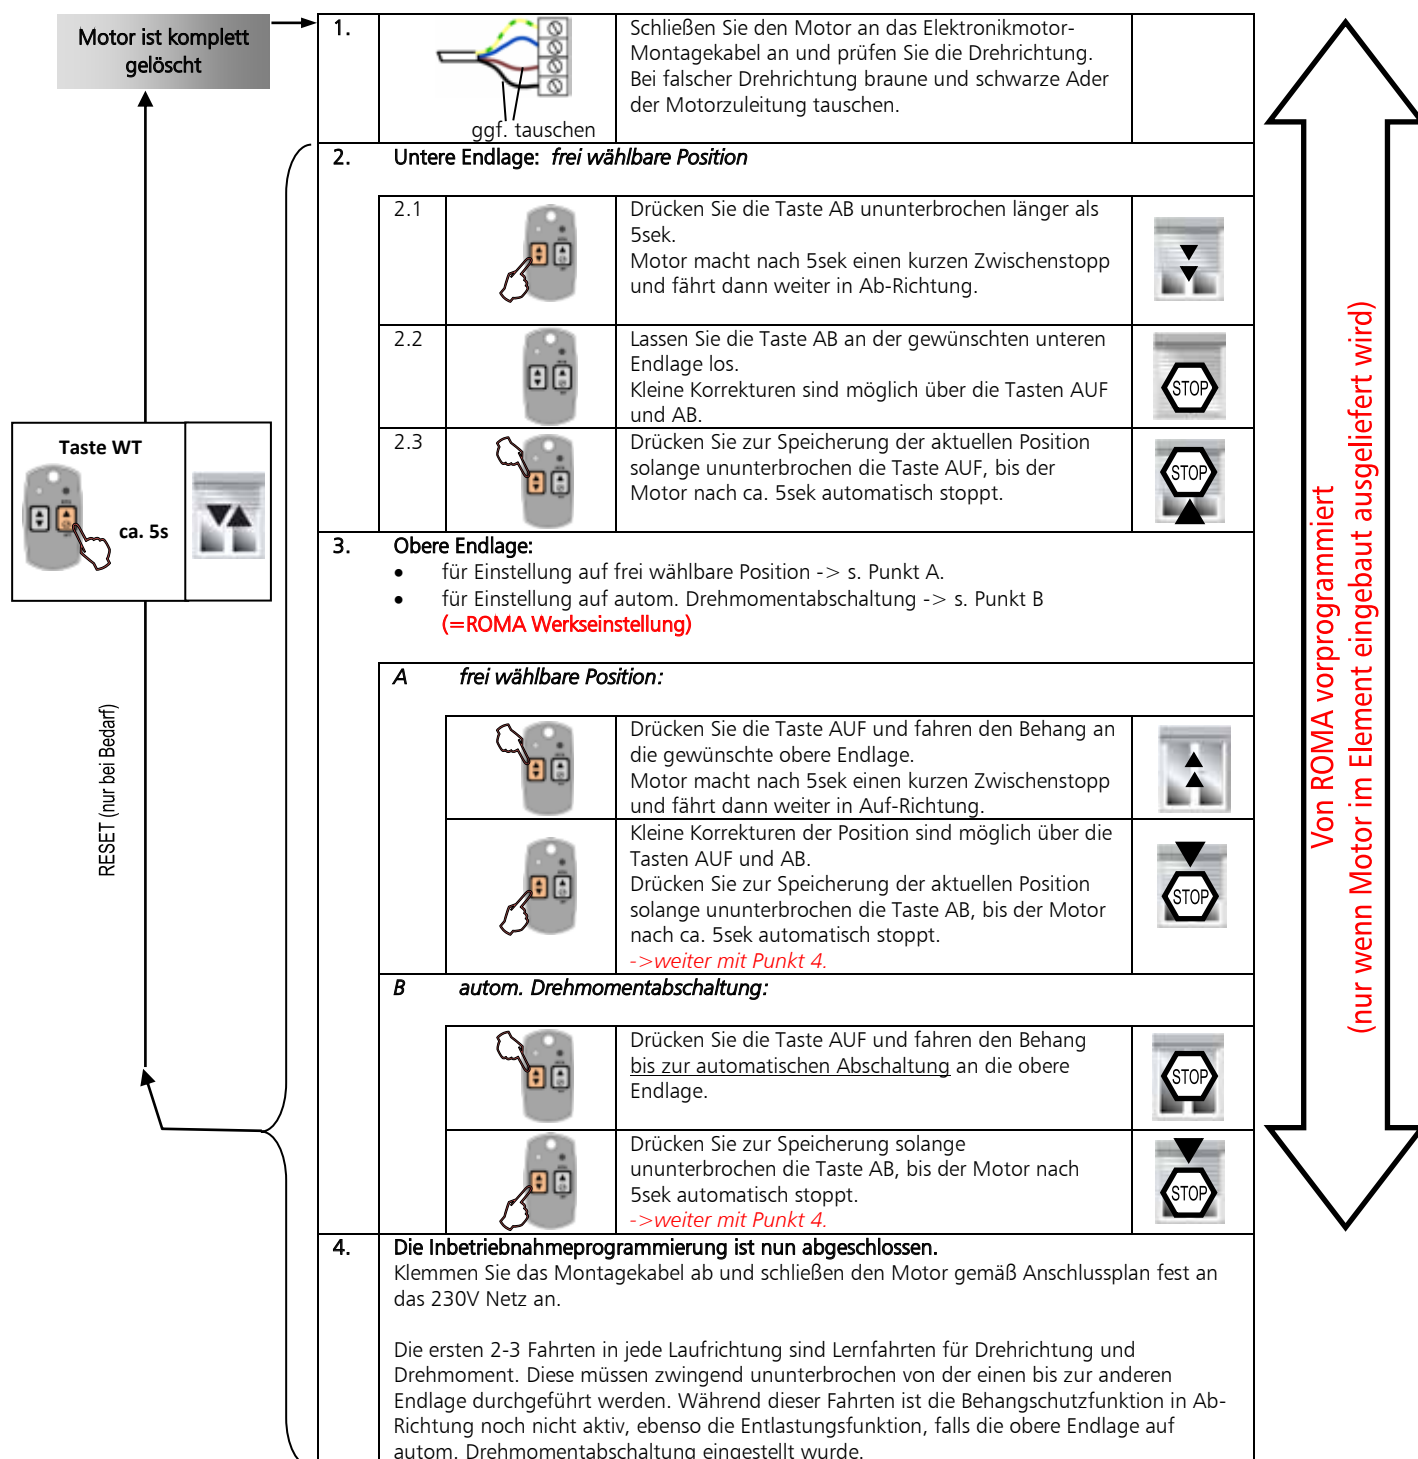 Motor ist komplett
gelöscht
1.
ggf. tauschen
Schließen Sie den Motor an das Elektronikmotor-
Montagekabel an und prüfen Sie die Drehrichtung.
Bei falscher Drehrichtung braune und schwarze Ader
der Motorzuleitung tauschen.
2. Untere Endlage: frei wählbare Position
2.1
Drücken Sie die Taste AB ununterbrochen länger als
5sek.
Motor macht nach 5sek einen kurzen Zwischenstopp
und fährt dann weiter in Ab-Richtung.
2.2
Lassen Sie die Taste AB an der gewünschten unteren
Endlage los.
Kleine Korrekturen sind möglich über die Tasten AUF
und AB.
STOP
2.3
Drücken Sie zur Speicherung der aktuellen Position
solange ununterbrochen die Taste AUF, bis der
Motor nach ca. 5sek automatisch stoppt.
STOP
Taste WT
ca. 5s
RESET (nur bei Bedarf)
3. Obere Endlage:
• für Einstellung auf frei wählbare Position -> s. Punkt A.
• für Einstellung auf autom. Drehmomentabschaltung -> s. Punkt B
(=ROMA Werkseinstellung)
A frei wählbare Position:
Drücken Sie die Taste AUF und fahren den Behang an
die gewünschte obere Endlage.
Motor macht nach 5sek einen kurzen Zwischenstopp
und fährt dann weiter in Auf-Richtung.
Kleine Korrekturen der Position sind möglich über die
Tasten AUF und AB.
Drücken Sie zur Speicherung der aktuellen Position
solange ununterbrochen die Taste AB, bis der Motor
nach ca. 5sek automatisch stoppt.
->weiter mit Punkt 4.
STOP
B autom. Drehmomentabschaltung:
Drücken Sie die Taste AUF und fahren den Behang
bis zur automatischen Abschaltung an die obere
Endlage.
STOP
Drücken Sie zur Speicherung solange
ununterbrochen die Taste AB, bis der Motor nach
5sek automatisch stoppt.
->weiter mit Punkt 4.
STOP
4. Die Inbetriebnahmeprogrammierung ist nun abgeschlossen.
Klemmen Sie das Montagekabel ab und schließen den Motor gemäß Anschlussplan fest an
das 230V Netz an.
Die ersten 2-3 Fahrten in jede Laufrichtung sind Lernfahrten für Drehrichtung und
Drehmoment. Diese müssen zwingend ununterbrochen von der einen bis zur anderen
Endlage durchgeführt werden. Während dieser Fahrten ist die Behangschutzfunktion in Ab-
Richtung noch nicht aktiv, ebenso die Entlastungsfunktion, falls die obere Endlage auf
autom. Drehmomentabschaltung eingestellt wurde.
Von ROMA vorprogrammiert
(nur wenn Motor im Element eingebaut ausgeliefert wird)